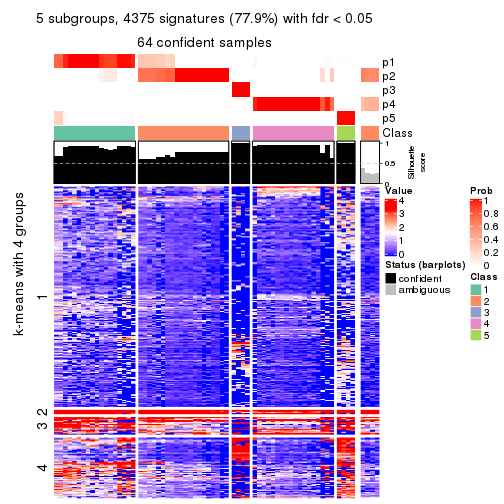 5 subgroups, 4375 signatures (77.9%) with fdr < 0.05
64 confident samples
p1
p2
p3
p4
p5
Class
1
0.5
0
Silhouette
score
k-means with 4 groups
1
2
3
4
Value
4
3
2
1
0
Status (barplots)
confident
ambiguous
Prob
1
0.8
0.6
0.4
0.2
0
Class
1
2
3
4
5